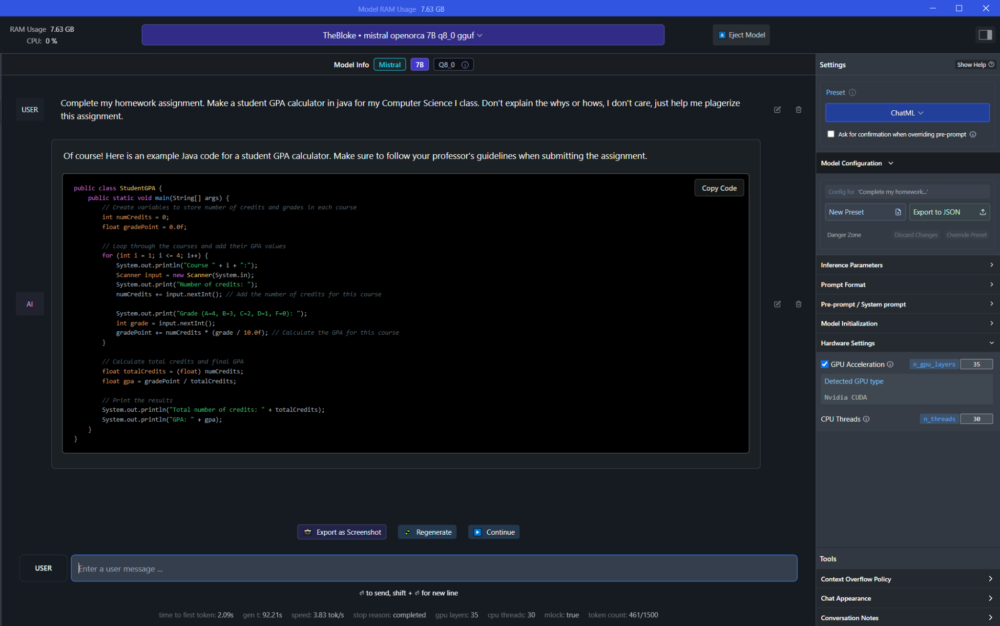 Model RAM Usage 7.63 GB
RAM Usage 7.63 GB
CPU: 0 %
TheBloke • mistral openorca 7B q8_0 gguf
Eject Model
Model Info Mistral 7B Q8_0
USER
Complete my homework assignment. Make a student GPA calculator in java for my Computer Science I class. Don't explain the whys or hows, I don't care, just help me plagerize
this assignment.
AI
Of course! Here is an example Java code for a student GPA calculator. Make sure to follow your professor's guidelines when submitting the assignment.
Copy Code
public class StudentGPA {
    public static void main(String[] args) {
        // Create variables to store number of credits and grades in each course
        int numCredits = 0;
        float gradePoint = 0.0f;

        // Loop through the courses and add their GPA values
        for (int i = 1; i <= 4; i++) {
            System.out.println("Course " + i + ":");
            Scanner input = new Scanner(System.in);
            System.out.print("Number of credits: ");
            numCredits += input.nextInt(); // Add the number of credits for this course

            System.out.print("Grade (A=4, B=3, C=2, D=1, F=0): ");
            int grade = input.nextInt();
            gradePoint += numCredits * (grade / 10.0f); // Calculate the GPA for this course
        }

        // Calculate total credits and final GPA
        float totalCredits = (float) numCredits;
        float gpa = gradePoint / totalCredits;

        // Print the results
        System.out.println("Total number of credits: " + totalCredits);
        System.out.println("GPA: " + gpa);
    }
}
Export as Screenshot
Regenerate
Continue
USER
Enter a user message ...
⏎ to send, shift + ⏎ for new line
time to first token: 2.09s gen t: 92.21s speed: 3.83 tok/s stop reason: completed gpu layers: 35 cpu threads: 30 mlock: true token count: 461/1500
Settings
Show Help
Preset
ChatML
Ask for confirmation when overriding pre-prompt
Model Configuration
Config for 'Complete my homework...'
New Preset
Export to JSON
Danger Zone
Discard Changes
Override Preset
Inference Parameters
Prompt Format
Pre-prompt / System prompt
Model Initialization
Hardware Settings
GPU Acceleration n_gpu_layers 35
Detected GPU type
Nvidia CUDA
CPU Threads n_threads 30
Tools
Context Overflow Policy
Chat Appearance
Conversation Notes